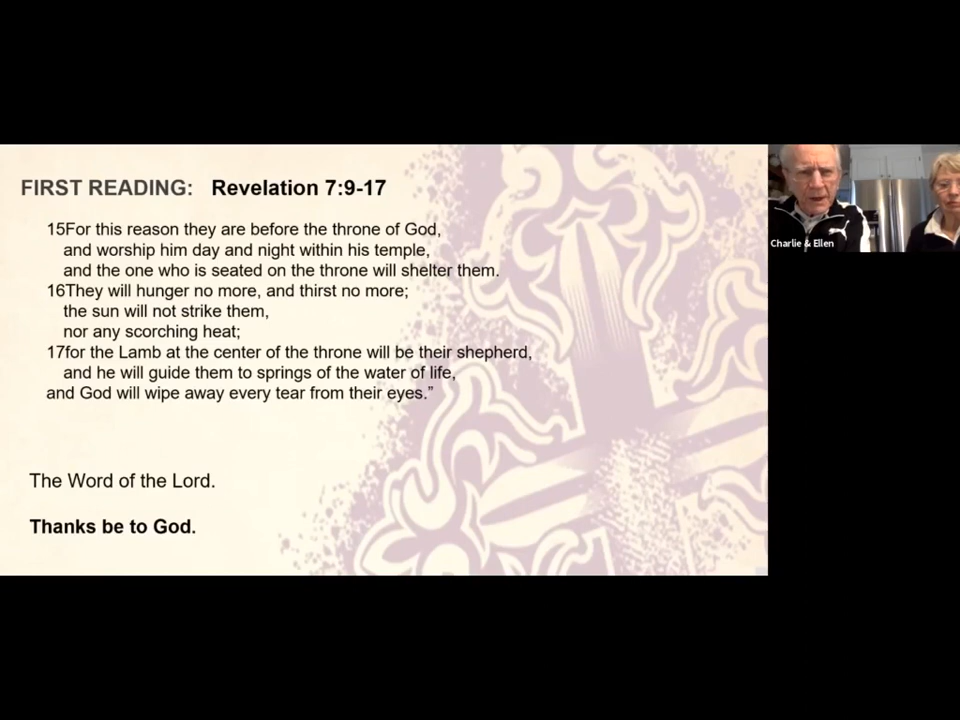 FIRST READING: Revelation 7:9-17
15For this reason they are before the throne of God,
and worship him day and night within his temple,
and the one who is seated on the throne will shelter them.
16They will hunger no more, and thirst no more;
the sun will not strike them,
nor any scorching heat;
17for the Lamb at the center of the throne will be their shepherd,
and he will guide them to springs of the water of life,
and God will wipe away every tear from their eyes.”
The Word of the Lord.
Thanks be to God.
Charlie & Ellen